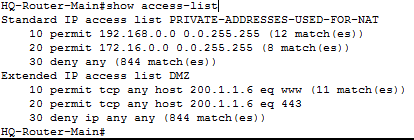 HQ-Router-Main#show access-list
Standard IP access list PRIVATE-ADDRESSES-USED-FOR-NAT
10 permit 192.168.0.0 0.0.255.255 (12 match(es))
20 permit 172.16.0.0 0.0.255.255 (8 match(es))
30 deny any (844 match(es))
Extended IP access list DMZ
10 permit tcp any host 200.1.1.6 eq www (11 match(es))
20 permit tcp any host 200.1.1.6 eq 443
30 deny ip any any (844 match(es))
HQ-Router-Main#